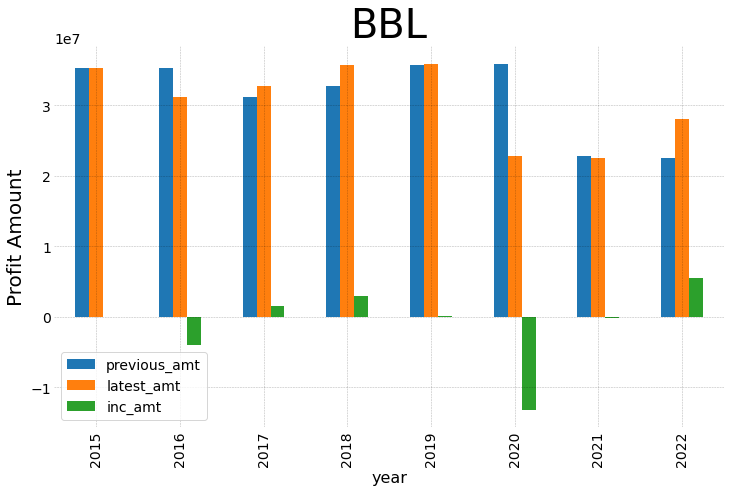 BBL
1e7
Profit Amount
3
2
1
0
−1
previous_amt
latest_amt
inc_amt
2015
2016
2017
2018
2019
2020
2021
2022
year